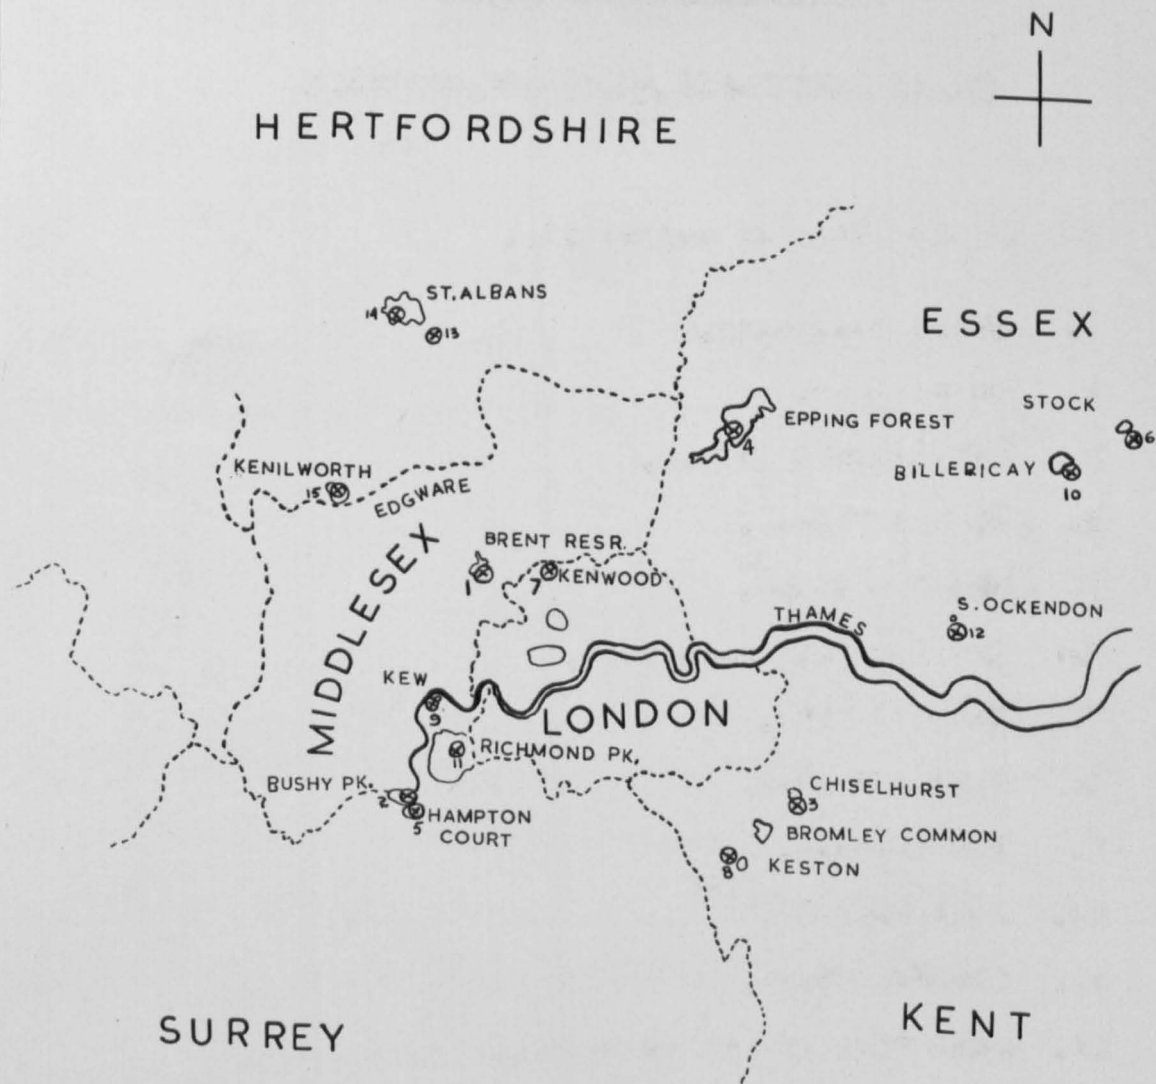 N
HERTFORDSHIRE
ST. ALBANS
14
13
ESSEX
STOCK
6
EPPING FOREST
4
BILLERICAY
10
KENILWORTH
15
EDGWARE
MIDDLESEX
BRENT RESR.
1
7
KENWOOD
THAMES
S. OCKENDON
12
KEW
9
LONDON
11
RICHMOND PK.
BUSHY PK.
2
HAMPTON
COURT
5
CHISELHURST
3
BROMLEY COMMON
8
KESTON
SURREY
KENT